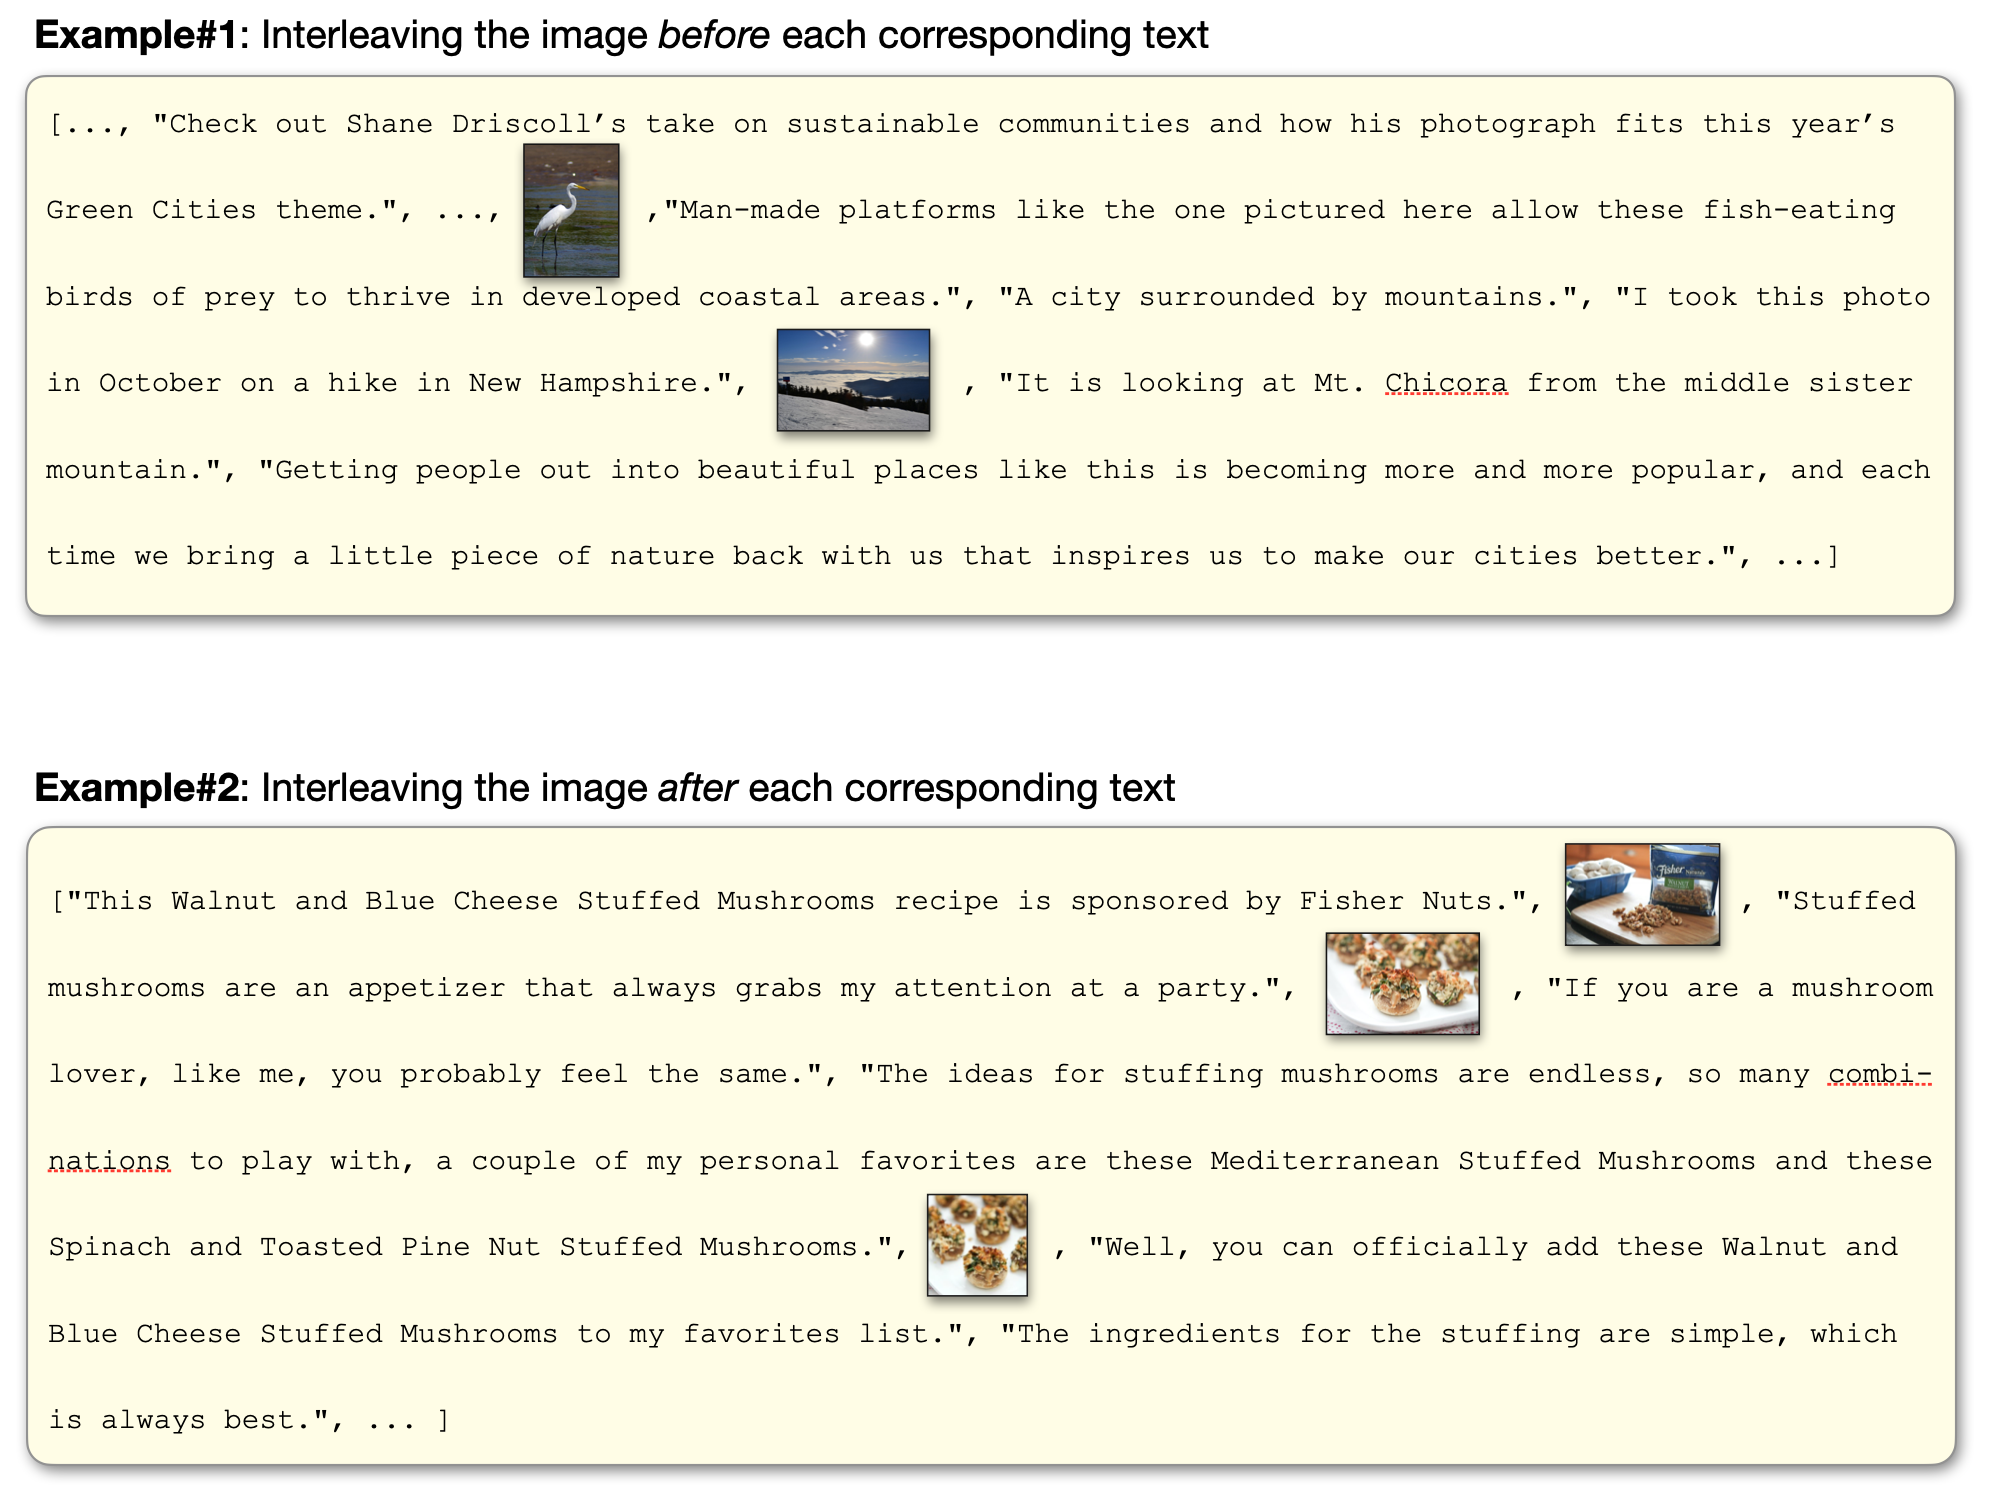 Example#1: Interleaving the image before each corresponding text
[..., "Check out Shane Driscoll’s take on sustainable communities and how his photograph fits this year’s
Green Cities theme.", ..., ,"Man-made platforms like the one pictured here allow these fish-eating
birds of prey to thrive in developed coastal areas.", "A city surrounded by mountains.", "I took this photo
in October on a hike in New Hampshire.", , "It is looking at Mt. Chicora from the middle sister
mountain.", "Getting people out into beautiful places like this is becoming more and more popular, and each
time we bring a little piece of nature back with us that inspires us to make our cities better.", ...]
Example#2: Interleaving the image after each corresponding text
["This Walnut and Blue Cheese Stuffed Mushrooms recipe is sponsored by Fisher Nuts.", , "Stuffed
Fisher
mushrooms are an appetizer that always grabs my attention at a party.", , "If you are a mushroom
lover, like me, you probably feel the same.", "The ideas for stuffing mushrooms are endless, so many combi-
nations to play with, a couple of my personal favorites are these Mediterranean Stuffed Mushrooms and these
Spinach and Toasted Pine Nut Stuffed Mushrooms.", , "Well, you can officially add these Walnut and
Blue Cheese Stuffed Mushrooms to my favorites list.", "The ingredients for the stuffing are simple, which
is always best.", ... ]